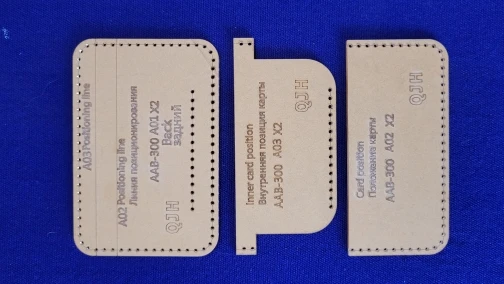 A03 Positioning line
A02 Positioning line
Линия позиционирования
AAB-300 A01 X2
Back
задний
QJH
Inner card position
Внутренняя позиция карты
AAB-300 A03 X2
QJH
Card position
Положение карты
AAB-300 A02 X2
QJH